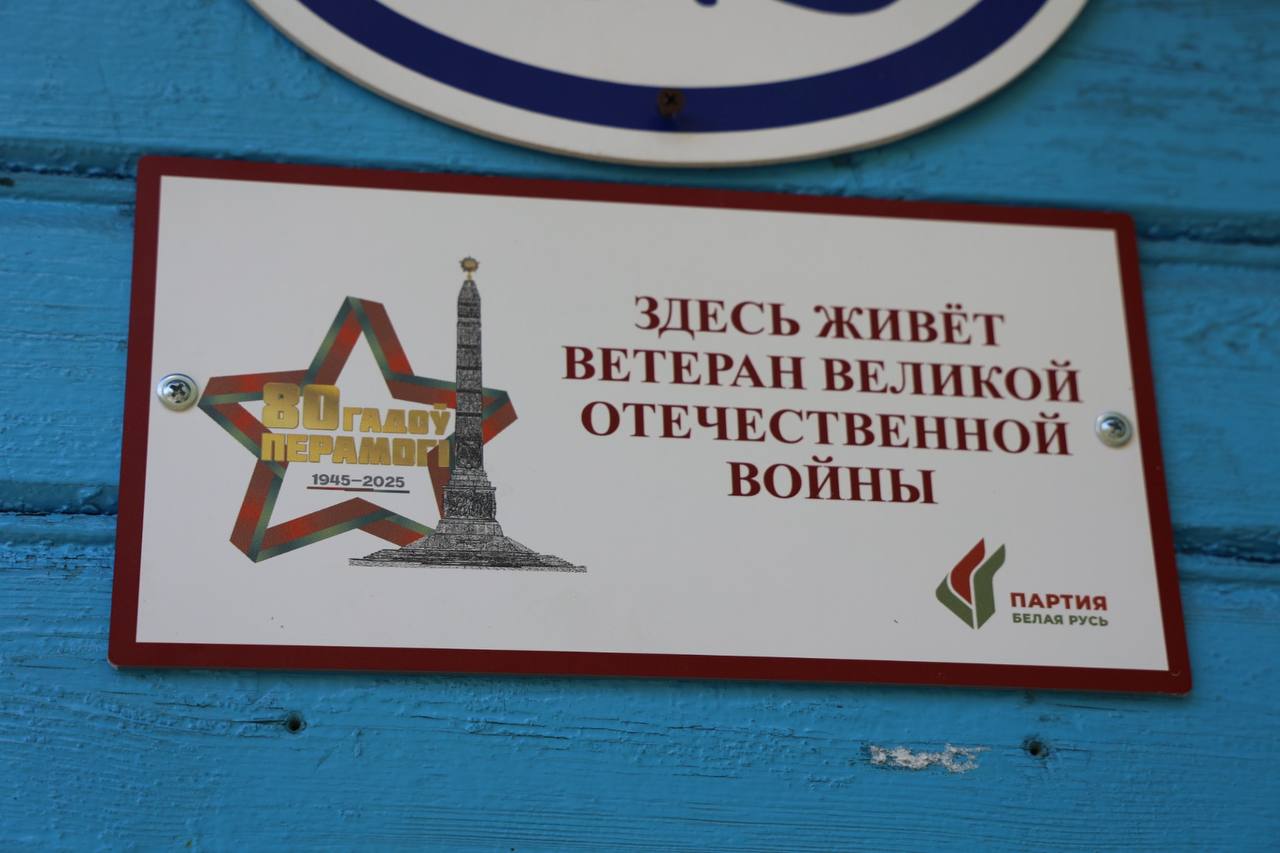 80 ГАДОЎ
ПЕРАМОГІ
1945–2025
ЗДЕСЬ ЖИВЁТ
ВЕТЕРАН ВЕЛИКОЙ
ОТЕЧЕСТВЕННОЙ
ВОЙНЫ
ПАРТИЯ
БЕЛАЯ РУСЬ